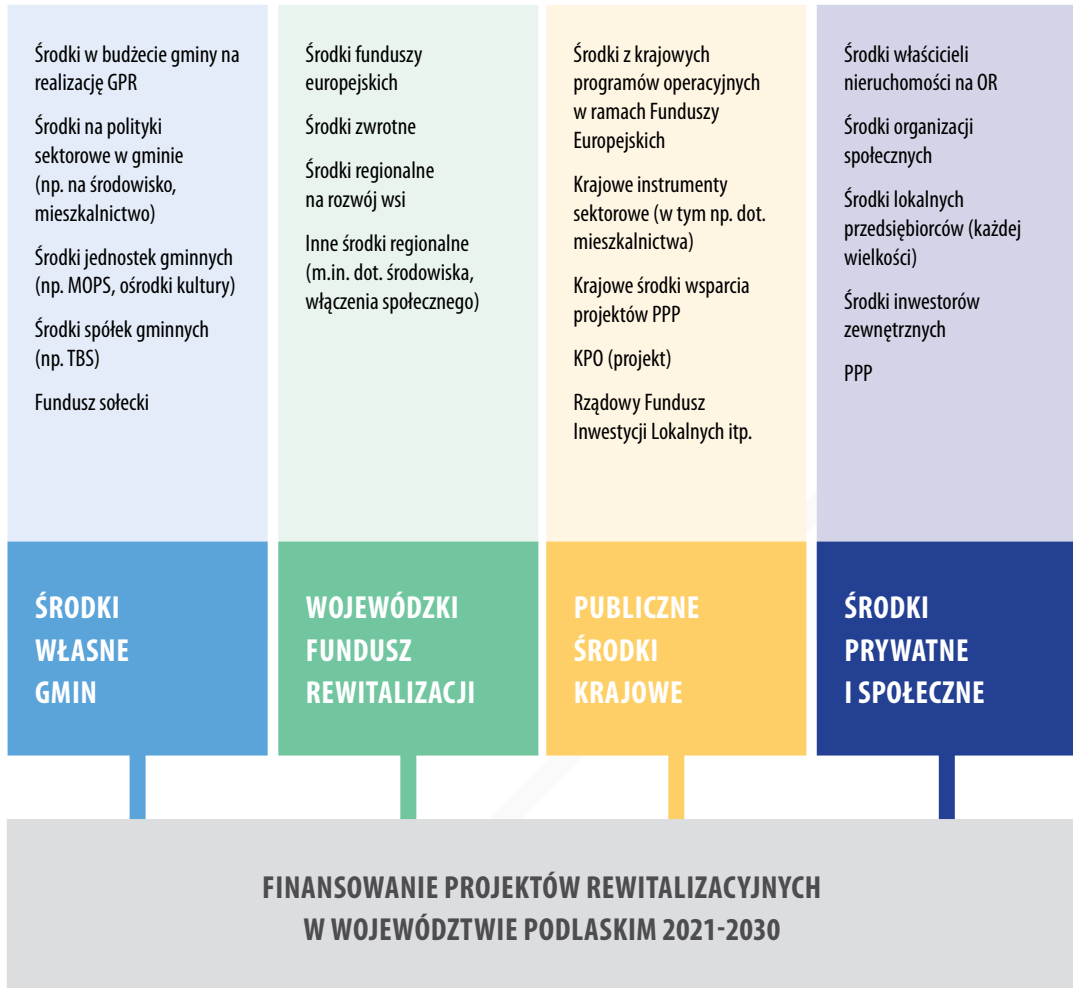 Środki w budżecie gminy na
realizację GPR
Środki na polityki
sektorowe w gminie
(np. na środowisko,
mieszkalnictwo)
Środki jednostek gminnych
(np. MOPS, ośrodki kultury)
Środki spółek gminnych
(np. TBS)
Fundusz sołecki
ŚRODKI
WŁASNE
GMIN
Środki funduszy
europejskich
Środki zwrotne
Środki regionalne
na rozwój wsi
Inne środki regionalne
(m.in. dot. środowiska,
włączenia społecznego)
WOJEWÓDZKI
FUNDUSZ
REWITALIZACJI
Środki z krajowych
programów operacyjnych
w ramach Funduszy
Europejskich
Krajowe instrumenty
sektorowe (w tym np. dot.
mieszkalnictwa)
Krajowe środki wsparcia
projektów PPP
KPO (projekt)
Rządowy Fundusz
Inwestycji Lokalnych itp.
PUBLICZNE
ŚRODKI
KRAJOWE
Środki właścicieli
nieruchomości na OR
Środki organizacji
społecznych
Środki lokalnych
przedsiębiorców (każdej
wielkości)
Środki inwestorów
zewnętrznych
PPP
ŚRODKI
PRYWATNE
I SPOŁECZNE
FINANSOWANIE PROJEKTÓW REWITALIZACYJNYCH
W WOJEWÓDZTWIE PODLASKIM 2021-2030